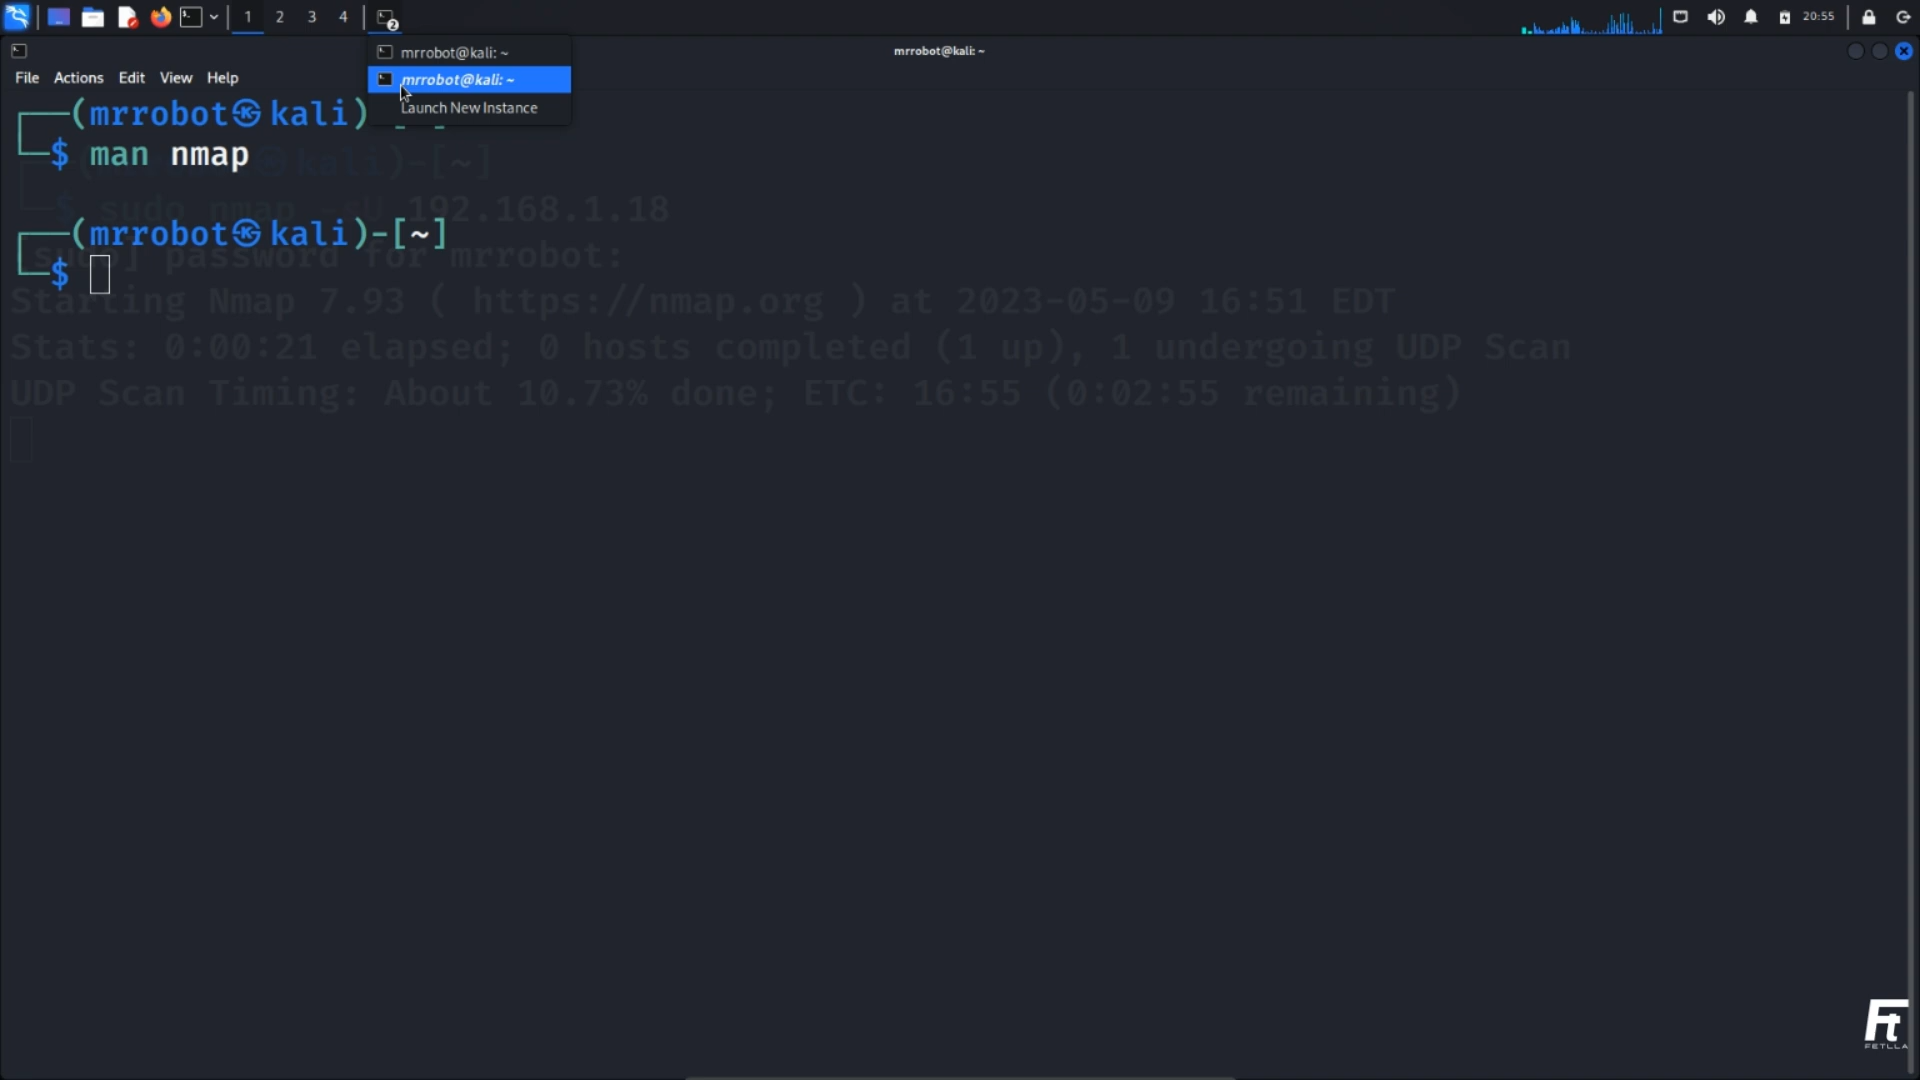 1 2 3 4 2 20:55
mrrobot@kali: ~
mrrobot@kali: ~
mrrobot@kali: ~
Launch New Instance
File Actions Edit View Help
(mrrobot㉿kali)-[~]
$ man nmap
(mrrobot㉿kali)-[~]
$ sudo nmap -sU 192.168.1.18
(mrrobot㉿kali)-[~]
$
[sudo] password for mrrobot:
Starting Nmap 7.93 ( https://nmap.org ) at 2023-05-09 16:51 EDT
Stats: 0:00:21 elapsed; 0 hosts completed (1 up), 1 undergoing UDP Scan
UDP Scan Timing: About 10.73% done; ETC: 16:55 (0:02:55 remaining)
Ft
FETLLA